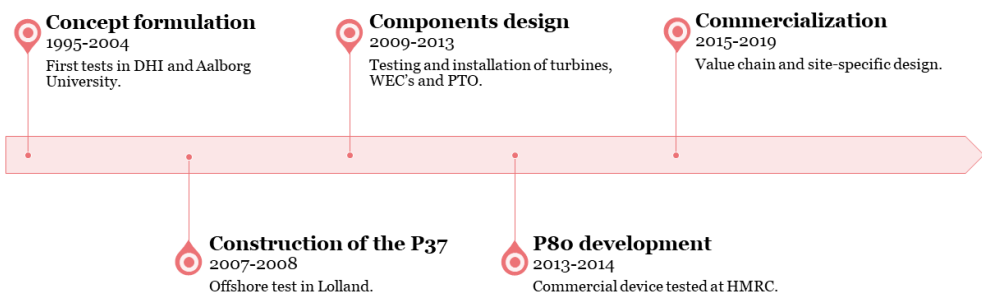 Concept formulation
1995-2004
First tests in DHI and Aalborg
University.
Components design
2009-2013
Testing and installation of turbines,
WEC's and PTO.
Commercialization
2015-2019
Value chain and site-specific design.
Construction of the P37
2007-2008
Offshore test in Lolland.
P80 development
2013-2014
Commercial device tested at HMRC.